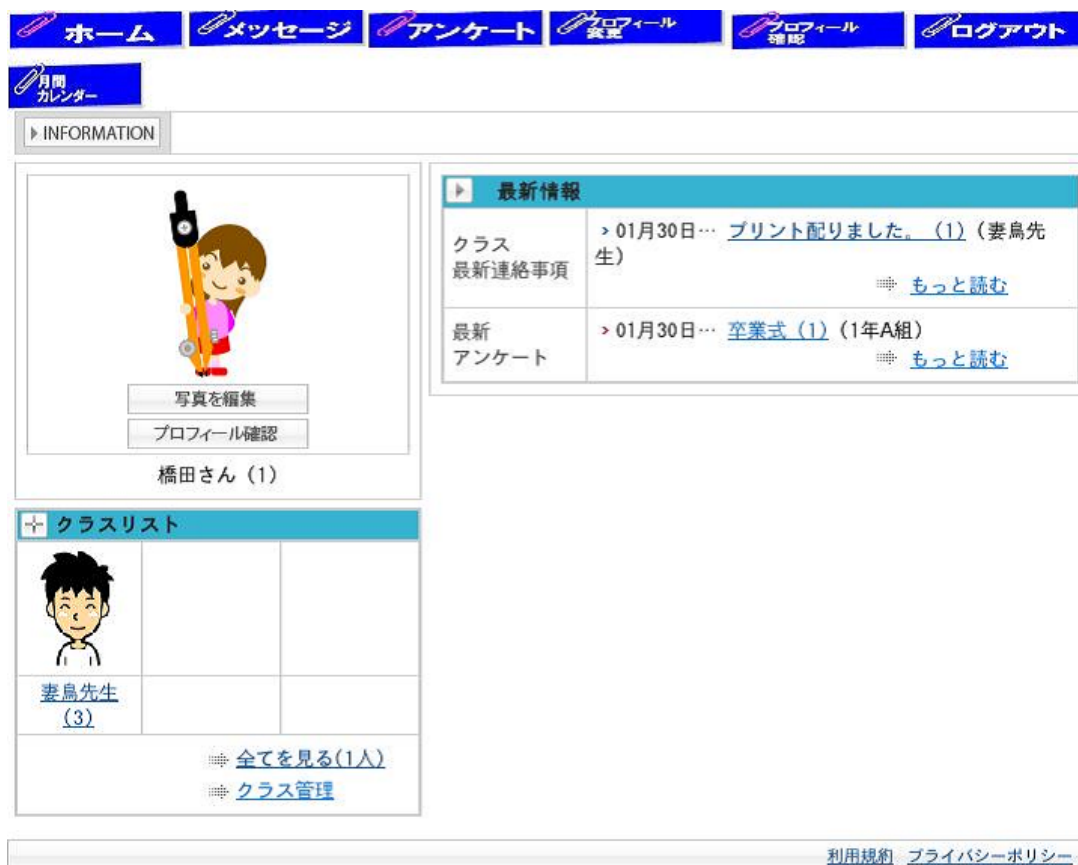 ホーム
メッセージ
アンケート
プロフィール
変更
プロフィール
確認
ログアウト
月間
カレンダー
INFORMATION
写真を編集
プロフィール確認
橋田さん（1）
最新情報
クラス
最新連絡事項
01月30日… プリント配りました。（1）（妻鳥先
生）
もっと読む
最新
アンケート
01月30日… 卒業式（1）（1年A組）
もっと読む
クラスリスト
妻鳥先生
（3）
全てを見る(1人)
クラス管理
利用規約 プライバシーポリシー